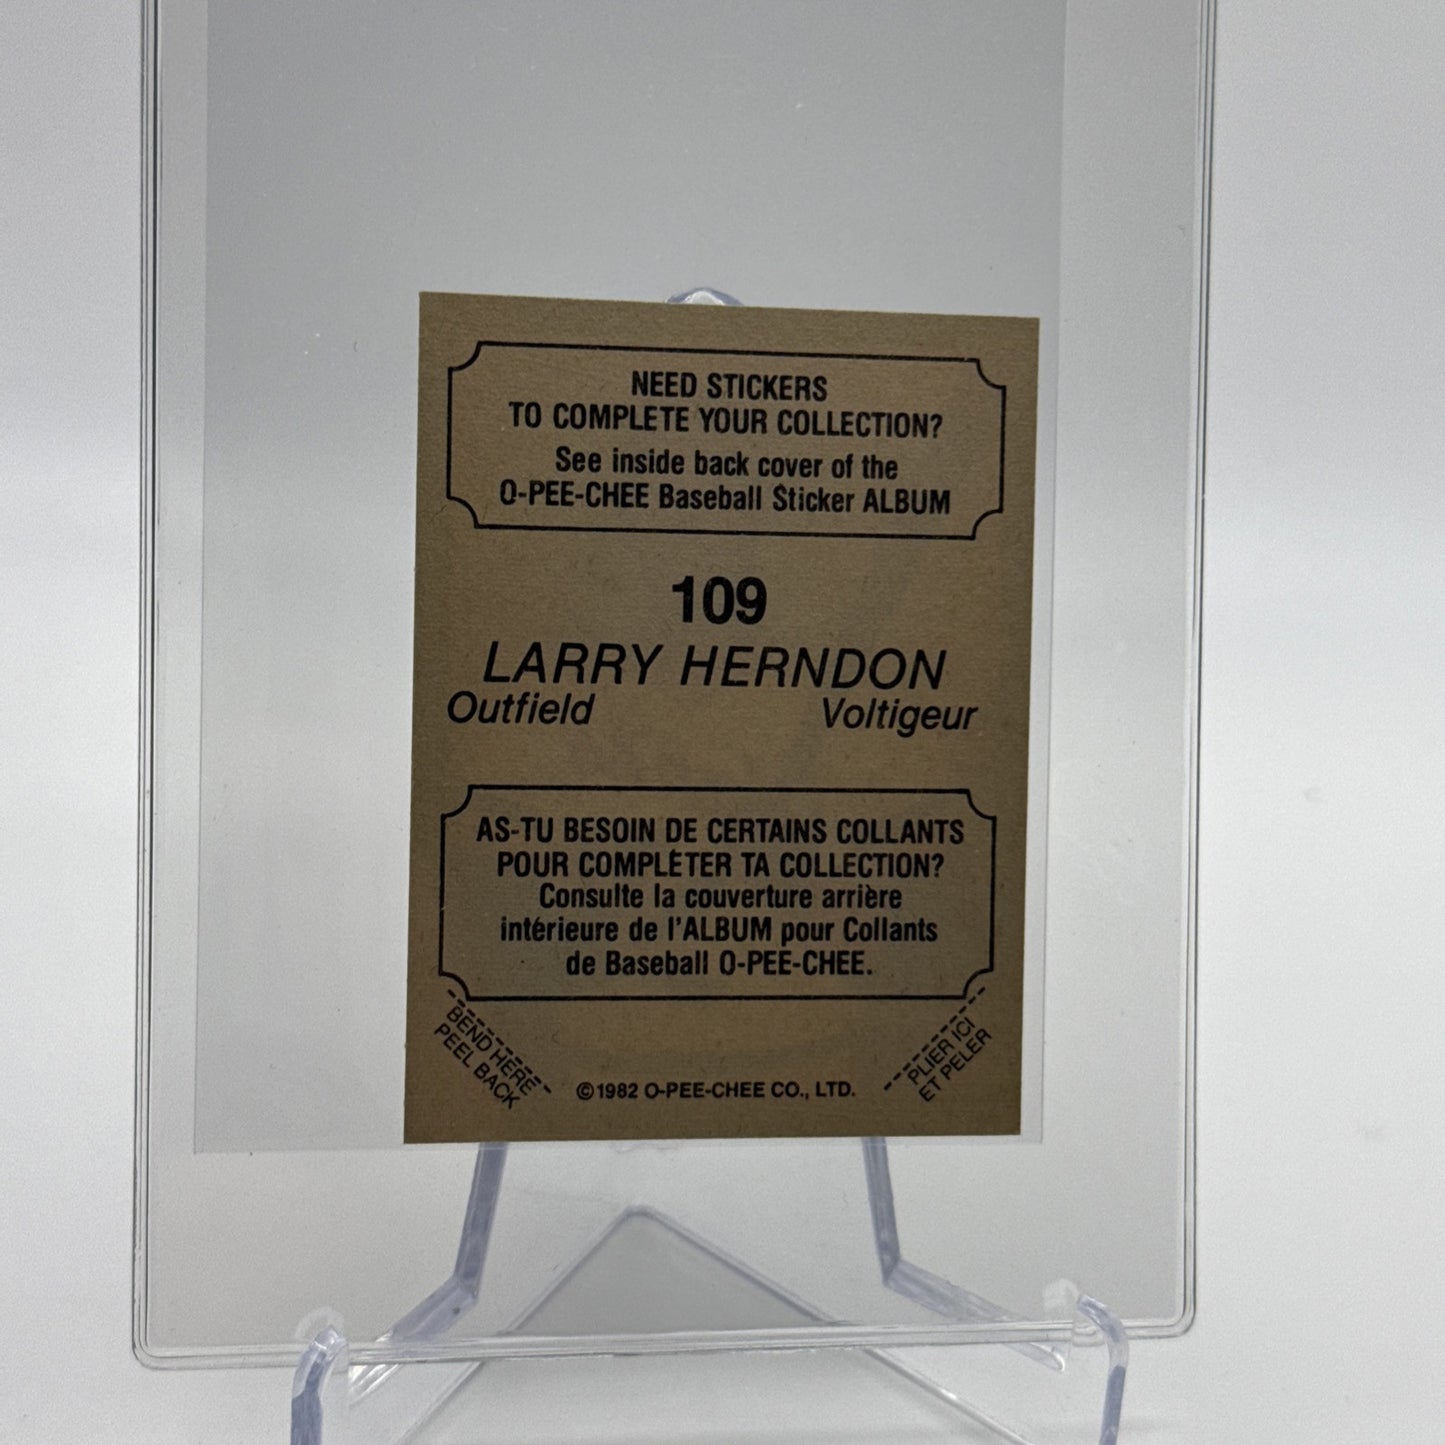 NEED STICKERS
TO COMPLETE YOUR COLLECTION?
See inside back cover of the
O-PEE-CHEE Baseball Sticker ALBUM
109
LARRY HERNDON
Outfield Voltigeur
AS-TU BESOIN DE CERTAINS COLLANTS
POUR COMPLÉTER TA COLLECTION?
Consulte la couverture arrière
intérieure de l'ALBUM pour Collants
de Baseball O-PEE-CHEE.
BEND HERE
PEEL BACK
PLIER ICI
ET PELER
©1982 O-PEE-CHEE CO., LTD.